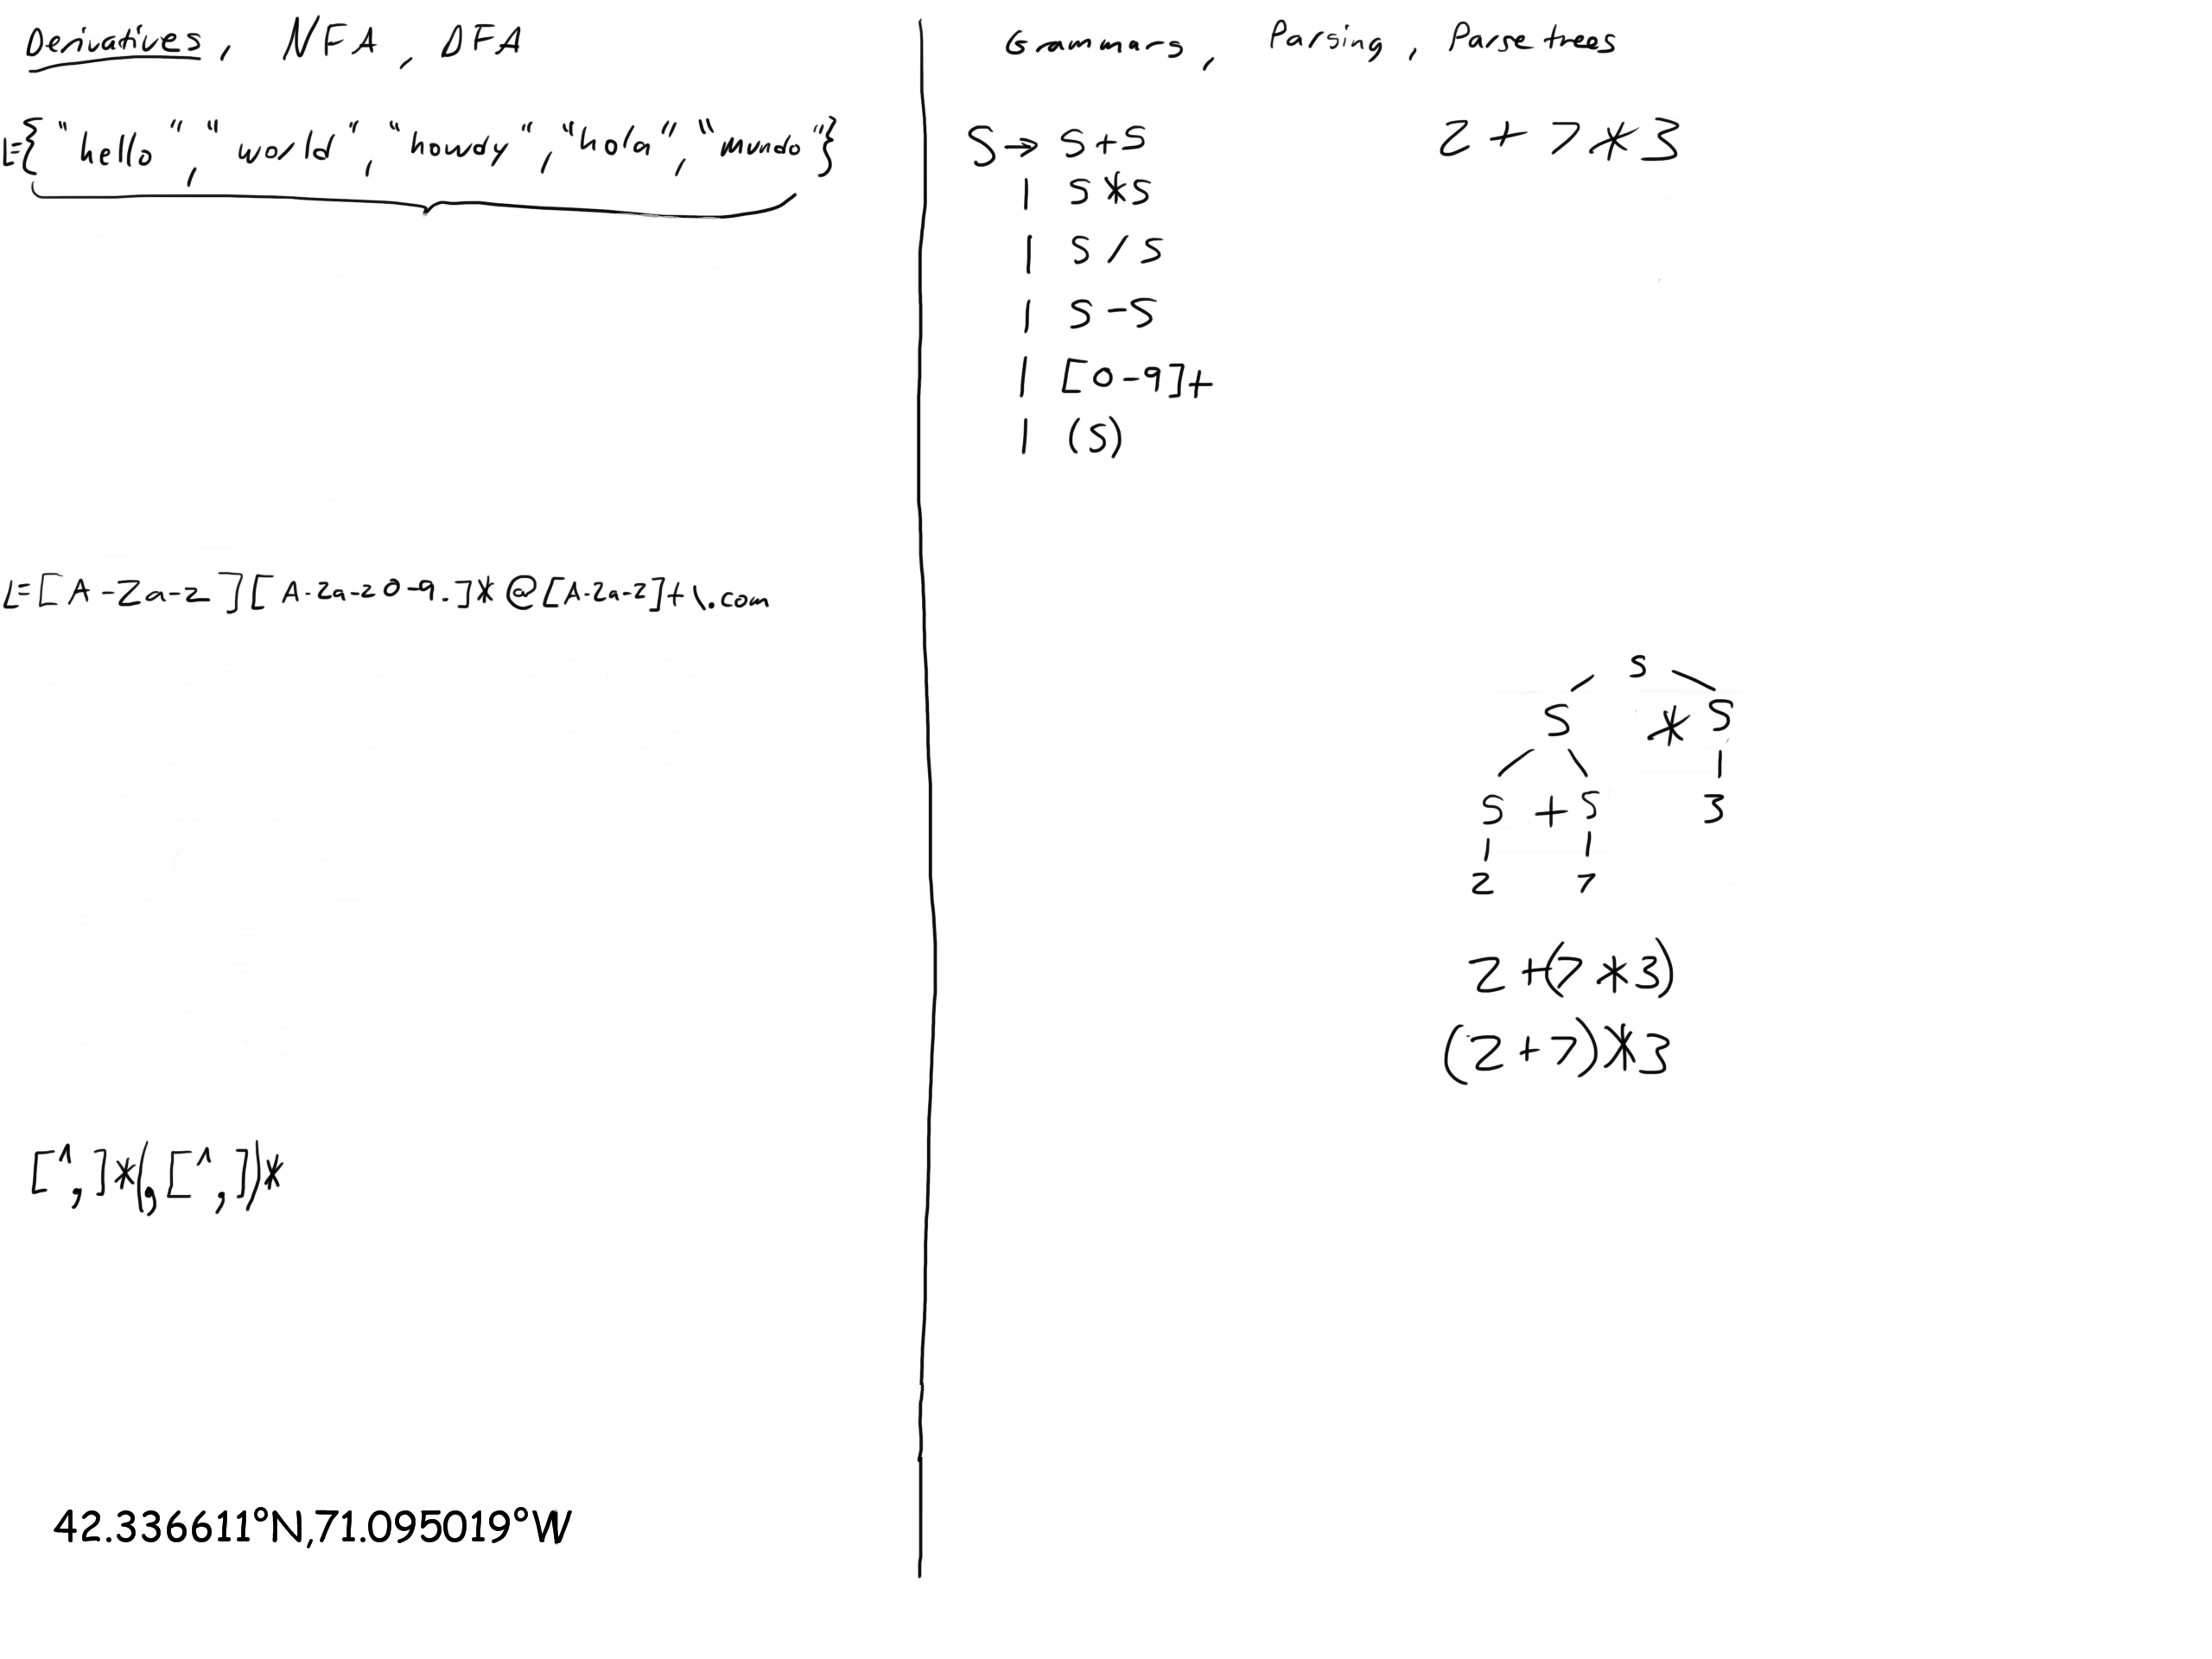 Derivatives, NFA, DFA
L={"hello", "world", "howdy", "hola", "mundo"}
L=[A-Za-z][A-Za-z0-9.]*@[A-Za-z]+\.com
[^,]*(,[^,])*
42.336611°N,71.095019°W
Grammars, Parsing, Parse trees
S → S+S
| S*S
| S/S
| S-S
| [0-9]+
| (S)
2+7*3
S
S * S
S + S 3
2 7
2+(7*3)
(2+7)*3